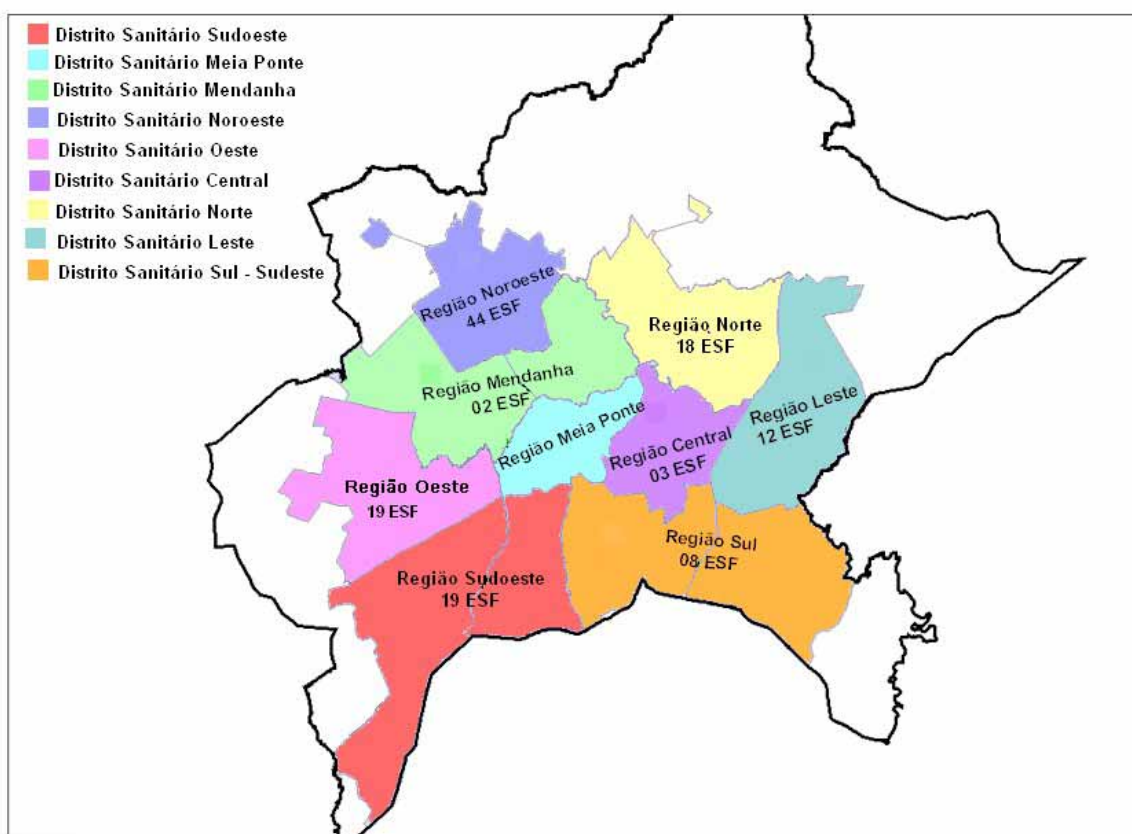 Distrito Sanitário Sudoeste
Distrito Sanitário Meia Ponte
Distrito Sanitário Mendanha
Distrito Sanitário Noroeste
Distrito Sanitário Oeste
Distrito Sanitário Central
Distrito Sanitário Norte
Distrito Sanitário Leste
Distrito Sanitário Sul - Sudeste
Região Noroeste
44 ESF
Região Norte
18 ESF
Região Mendanha
02 ESF
Região Meia Ponte
Região Central
03 ESF
Região Leste
12 ESF
Região Oeste
19 ESF
Região Sul
08 ESF
Região Sudoeste
19 ESF